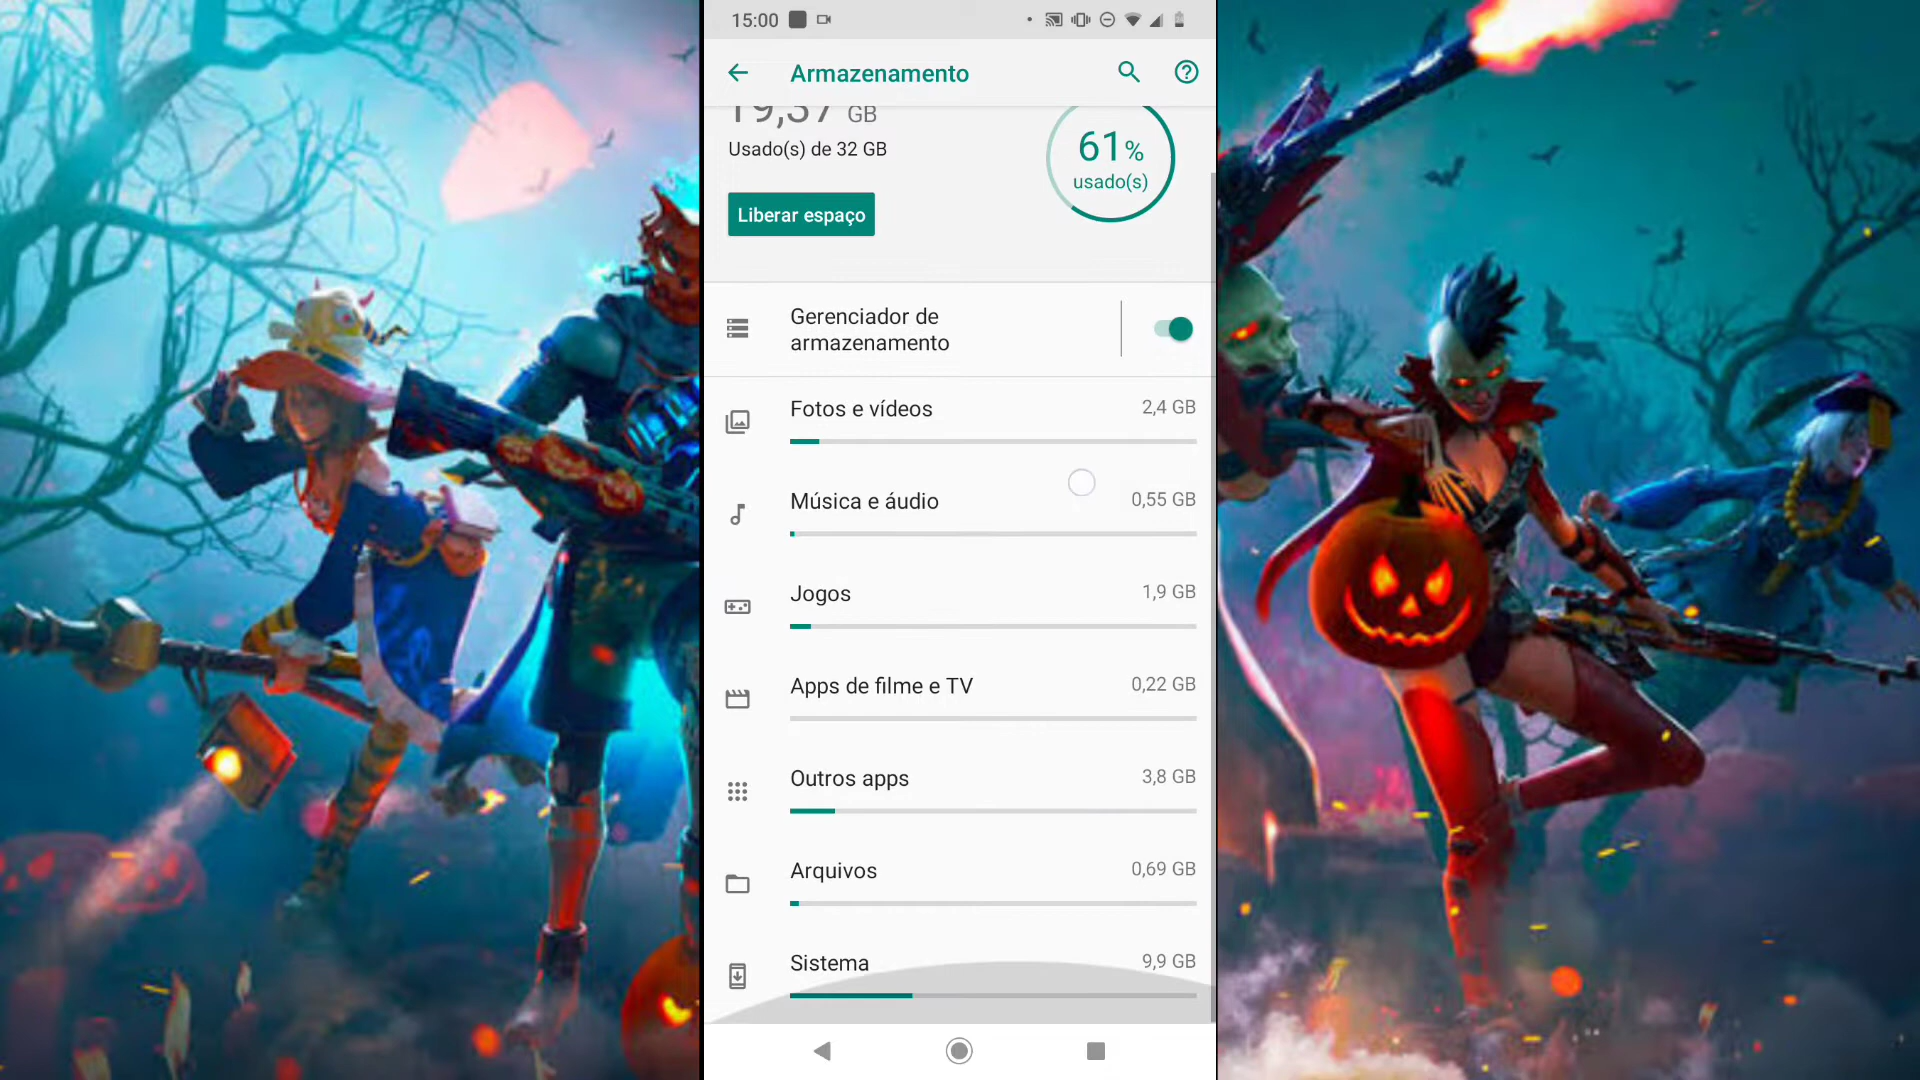 15:00
Armazenamento
19,37 GB
Usado(s) de 32 GB
61%
usado(s)
Liberar espaço
Gerenciador de
armazenamento
Fotos e vídeos 2,4 GB
Música e áudio 0,55 GB
Jogos 1,9 GB
Apps de filme e TV 0,22 GB
Outros apps 3,8 GB
Arquivos 0,69 GB
Sistema 9,9 GB